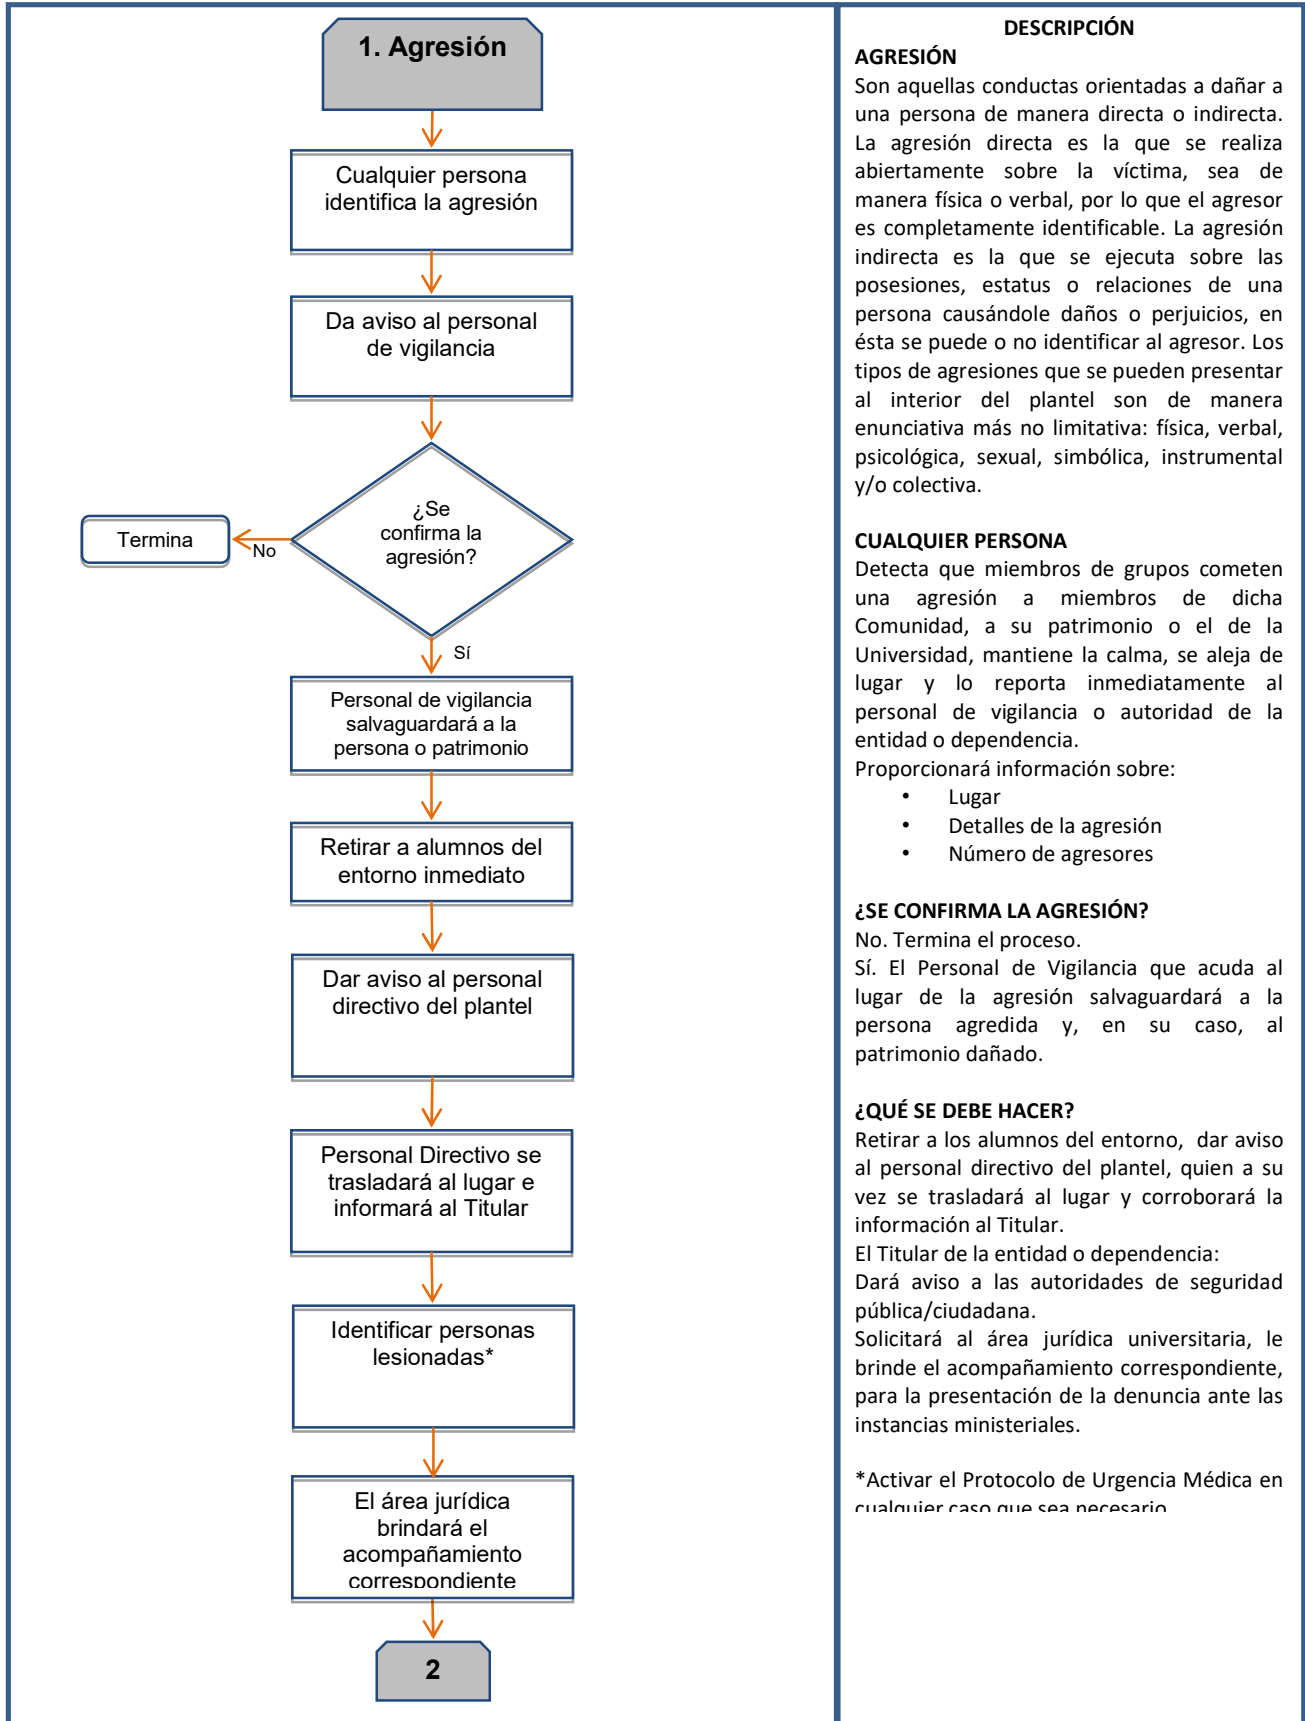 1. Agresión
Cualquier persona
identifica la agresión
Da aviso al personal
de vigilancia
¿Se
confirma la
agresión?
Termina
No
Sí
Personal de vigilancia
salvaguardará a la
persona o patrimonio
Retirar a alumnos del
entorno inmediato
Dar aviso al personal
directivo del plantel
Personal Directivo se
trasladará al lugar e
informará al Titular
Identificar personas
lesionadas*
El área jurídica
brindará el
acompañamiento
correspondiente
2
DESCRIPCIÓN
AGRESIÓN
Son aquellas conductas orientadas a dañar a
una persona de manera directa o indirecta.
La agresión directa es la que se realiza
abiertamente sobre la víctima, sea de
manera física o verbal, por lo que el agresor
es completamente identificable. La agresión
indirecta es la que se ejecuta sobre las
posesiones, estatus o relaciones de una
persona causándole daños o perjuicios, en
ésta se puede o no identificar al agresor. Los
tipos de agresiones que se pueden presentar
al interior del plantel son de manera
enunciativa más no limitativa: física, verbal,
psicológica, sexual, simbólica, instrumental
y/o colectiva.
CUALQUIER PERSONA
Detecta que miembros de grupos cometen
una agresión a miembros de dicha
Comunidad, a su patrimonio o el de la
Universidad, mantiene la calma, se aleja de
lugar y lo reporta inmediatamente al
personal de vigilancia o autoridad de la
entidad o dependencia.
Proporcionará información sobre:
• Lugar
• Detalles de la agresión
• Número de agresores
¿SE CONFIRMA LA AGRESIÓN?
No. Termina el proceso.
Sí. El Personal de Vigilancia que acuda al
lugar de la agresión salvaguardará a la
persona agredida y, en su caso, al
patrimonio dañado.
¿QUÉ SE DEBE HACER?
Retirar a los alumnos del entorno, dar aviso
al personal directivo del plantel, quien a su
vez se trasladará al lugar y corroborará la
información al Titular.
El Titular de la entidad o dependencia:
Dará aviso a las autoridades de seguridad
pública/ciudadana.
Solicitará al área jurídica universitaria, le
brinde el acompañamiento correspondiente,
para la presentación de la denuncia ante las
instancias ministeriales.
*Activar el Protocolo de Urgencia Médica en
cualquier caso que sea necesario